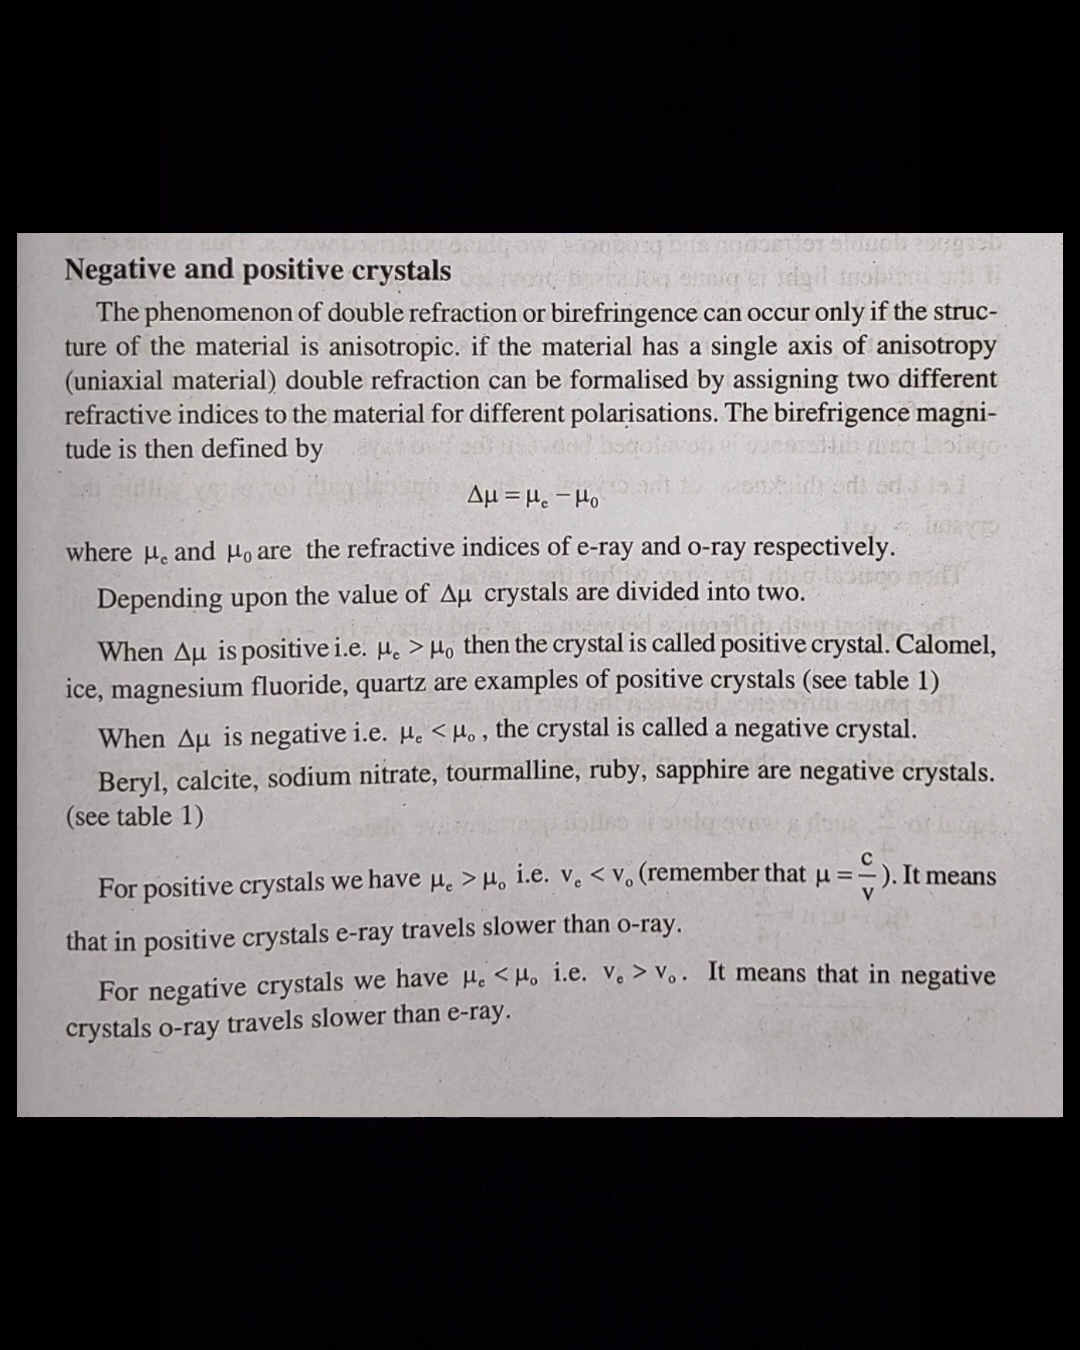 Negative and positive crystals
The phenomenon of double refraction or birefringence can occur only if the struc-
ture of the material is anisotropic. if the material has a single axis of anisotropy
(uniaxial material) double refraction can be formalised by assigning two different
refractive indices to the material for different polarisations. The birefrigence magni-
tude is then defined by
Δμ = μₑ − μ₀
where μₑ and μ₀ are the refractive indices of e-ray and o-ray respectively.
Depending upon the value of Δμ crystals are divided into two.
When Δμ is positive i.e. μₑ > μ₀ then the crystal is called positive crystal. Calomel,
ice, magnesium fluoride, quartz are examples of positive crystals (see table 1)
When Δμ is negative i.e. μₑ < μₒ, the crystal is called a negative crystal.
Beryl, calcite, sodium nitrate, tourmalline, ruby, sapphire are negative crystals.
(see table 1)
For positive crystals we have μₑ > μₒ i.e. vₑ < vₒ (remember that μ = c/v). It means
that in positive crystals e-ray travels slower than o-ray.
For negative crystals we have μₑ < μₒ i.e. vₑ > vₒ. It means that in negative
crystals o-ray travels slower than e-ray.